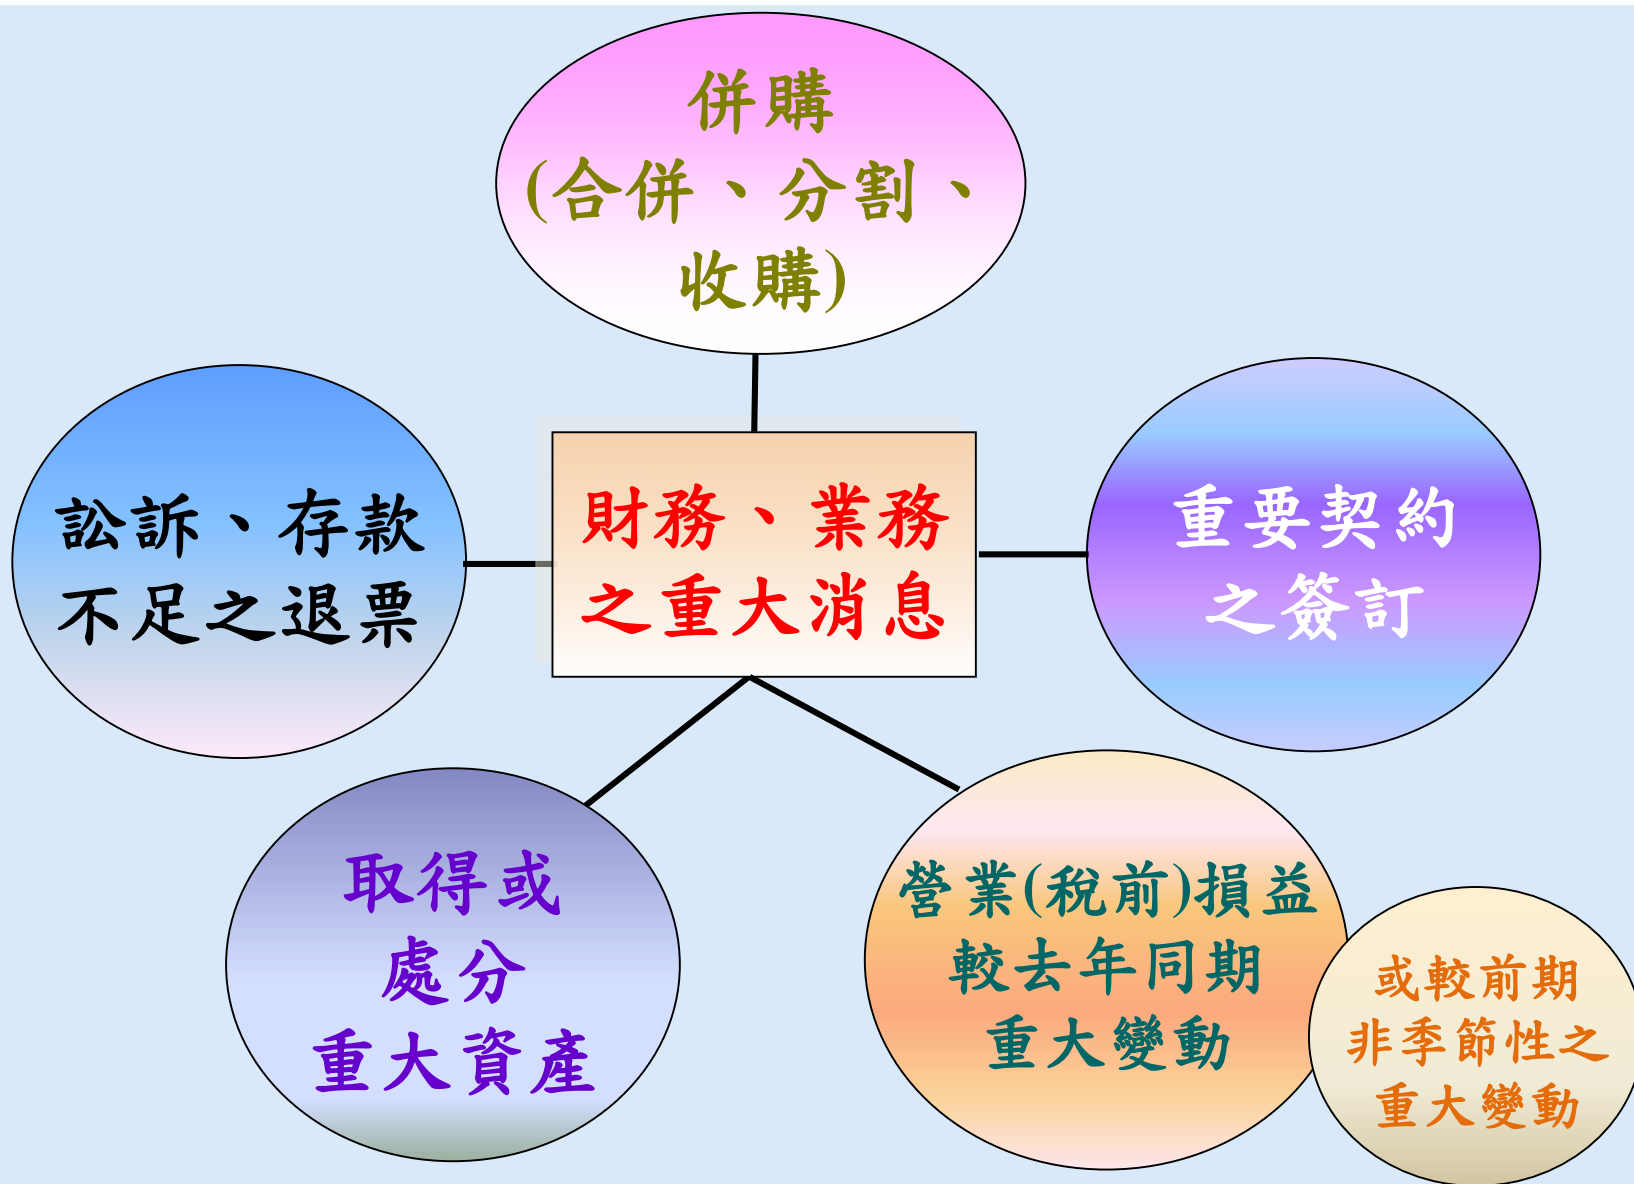 併購
(合併、分割、
收購)
訟訴、存款
不足之退票
財務、業務
之重大消息
重要契約
之簽訂
取得或
處分
重大資產
營業(稅前)損益
較去年同期
重大變動
或較前期
非季節性之
重大變動